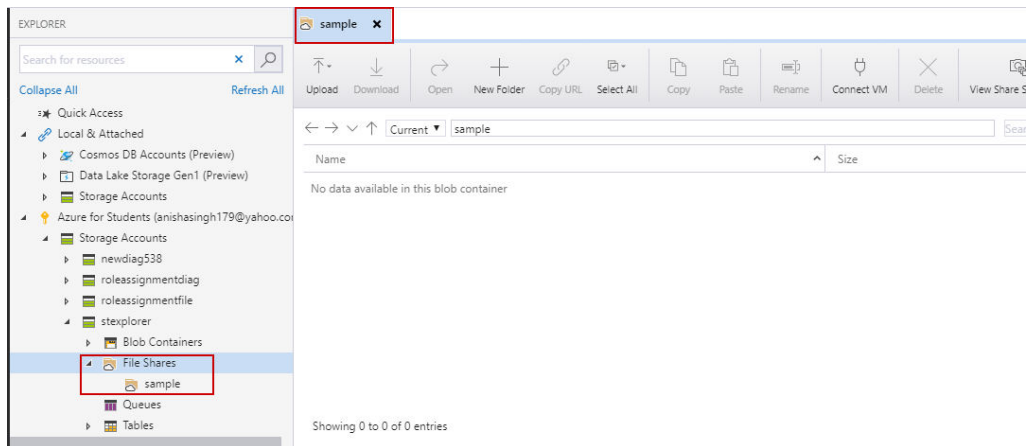 EXPLORER
Search for resources
Collapse All Refresh All
Quick Access
Local & Attached
Cosmos DB Accounts (Preview)
Data Lake Storage Gen1 (Preview)
Storage Accounts
Azure for Students (anishasingh179@yahoo.co
Storage Accounts
newdiag538
roleassignmentdiag
roleassignmentfile
stexplorer
Blob Containers
File Shares
sample
Queues
Tables
sample
Upload Download Open New Folder Copy URL Select All Copy Paste Rename Connect VM Delete View Share S
Current sample Sear
Name Size
No data available in this blob container
Showing 0 to 0 of 0 entries